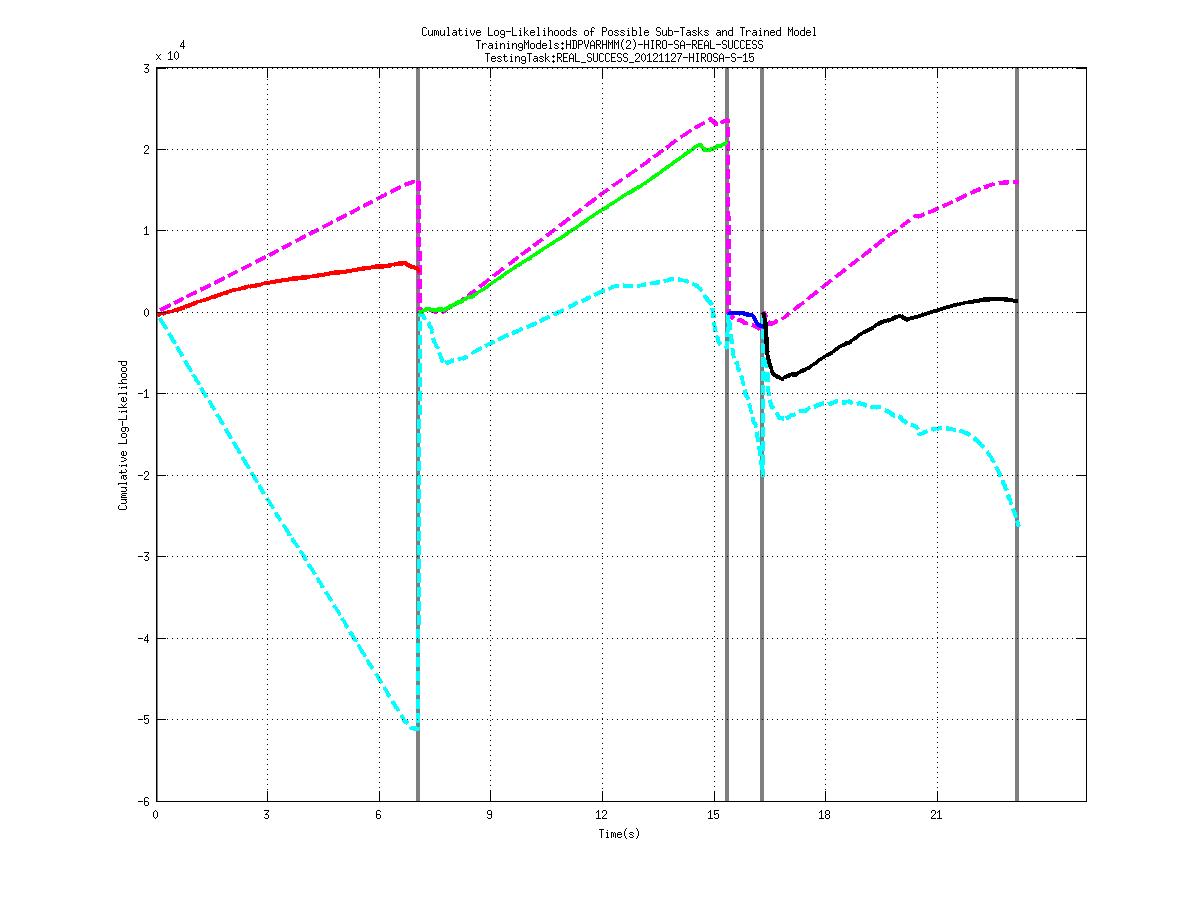 Cumulative Log-Likelihoods of Possible Sub-Tasks and Trained Model
TrainingModels:HDPVARHMM(2)-HIRO-SA-REAL-SUCCESS
TestingTask:REAL_SUCCESS_20121127-HIROSA-S-15
x 10^4
3
2
1
0
-1
-2
-3
-4
-5
-6
Cumulative Log-Likelihood
0 3 6 9 12 15 18 21
Time(s)